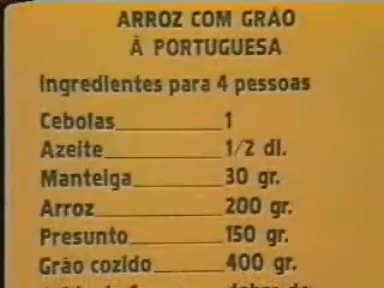 ARROZ COM GRÃO
À PORTUGUESA
Ingredientes para 4 pessoas
Cebolas 1
Azeite 1/2 dl.
Manteiga 30 gr.
Arroz 200 gr.
Presunto 150 gr.
Grão cozido 400 gr.